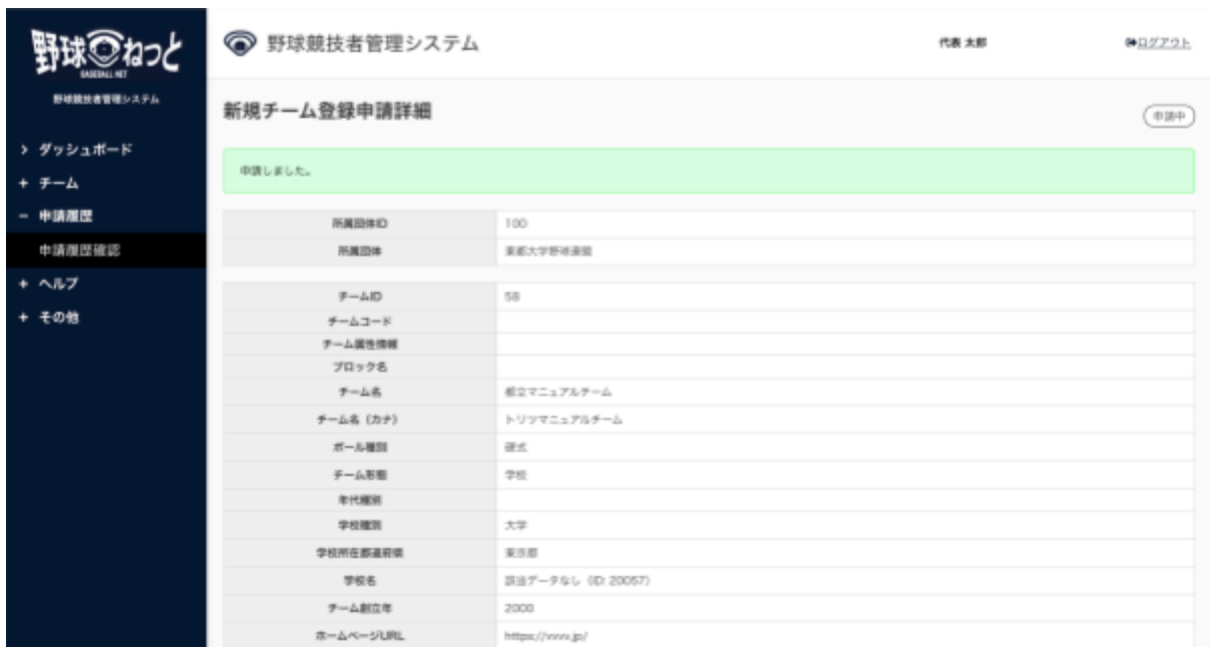 野球ねっと
BASEBALL NET
野球競技者管理システム
野球競技者管理システム
代表 太郎
ログアウト
新規チーム登録申請詳細
申請中
> ダッシュボード
+ チーム
− 申請履歴
申請履歴確認
+ ヘルプ
+ その他
申請しました。
所属団体ID 100
所属団体 東都大学野球連盟
チームID 58
チームコード
チーム属性情報
ブロック名
チーム名 都立マニュアルチーム
チーム名（カナ） トリツマニュアルチーム
ボール種別 硬式
チーム形態 学校
年代種別
学校種別 大学
学校所在都道府県 東京都
学校名 該当データなし（ID: 20057）
チーム創立年 2000
ホームページURL